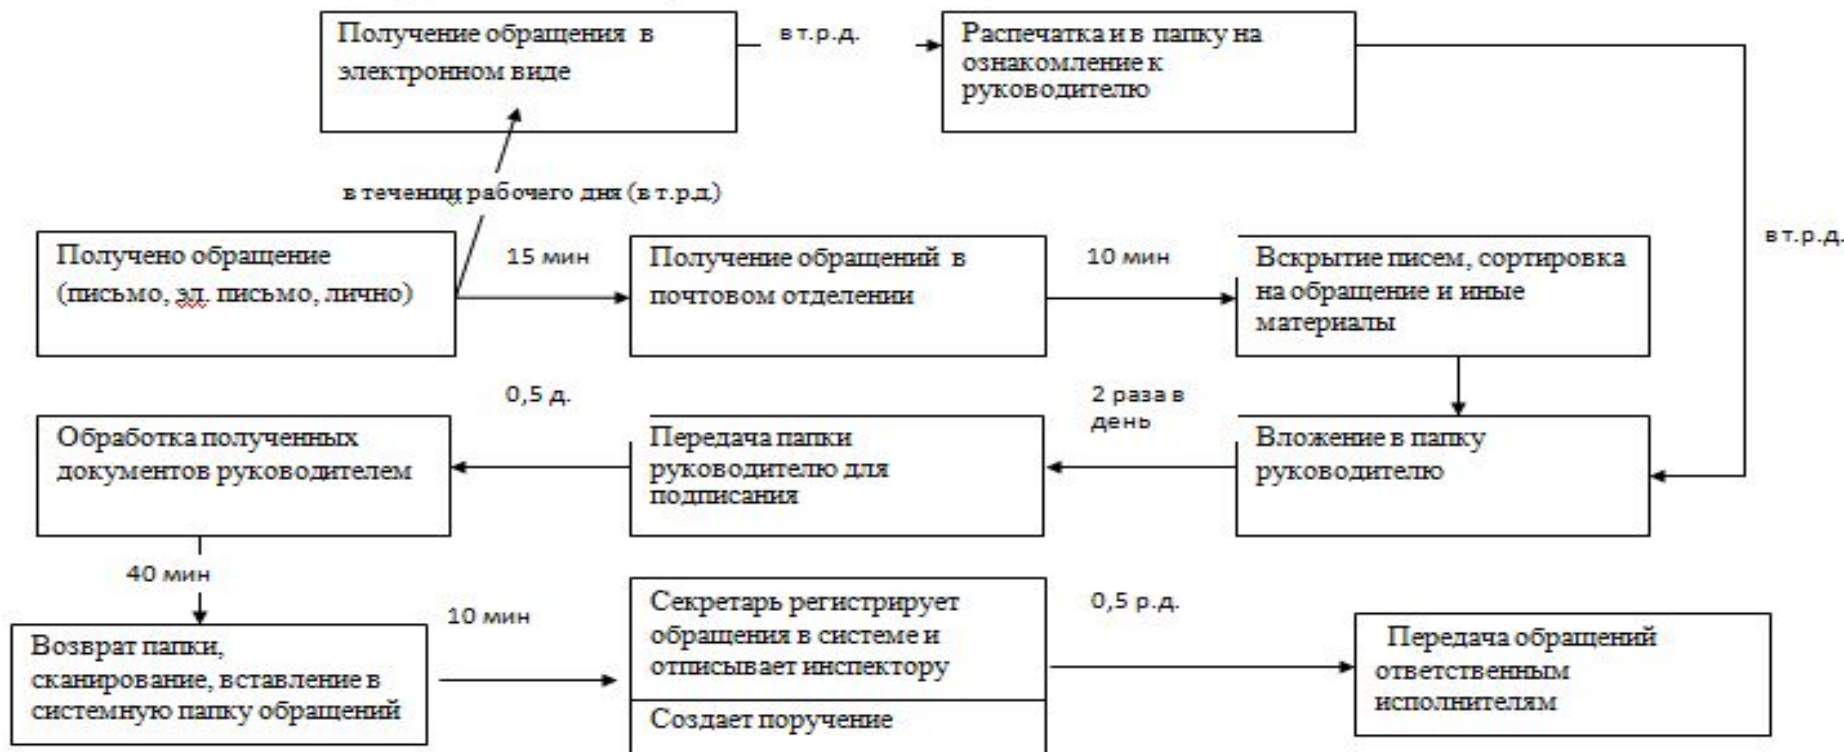 Получение обращения в
электронном виде
в т.р.д.
Распечатка и в папку на
ознакомление к
руководителю
в течении рабочего дня (в т.р.д.)
в т.р.д.
Получено обращение
(письмо, эл. письмо, лично)
15 мин
Получение обращений в
почтовом отделении
10 мин
Вскрытие писем, сортировка
на обращение и иные
материалы
Обработка полученных
документов руководителем
0,5 д.
Передача папки
руководителю для
подписания
2 раза в
день
Вложение в папку
руководителю
40 мин
Возврат папки,
сканирование, вставление в
системную папку обращений
10 мин
Секретарь регистрирует
обращения в системе и
отписывает инспектору
Создает поручение
0,5 р.д.
Передача обращений
ответственным
исполнителям